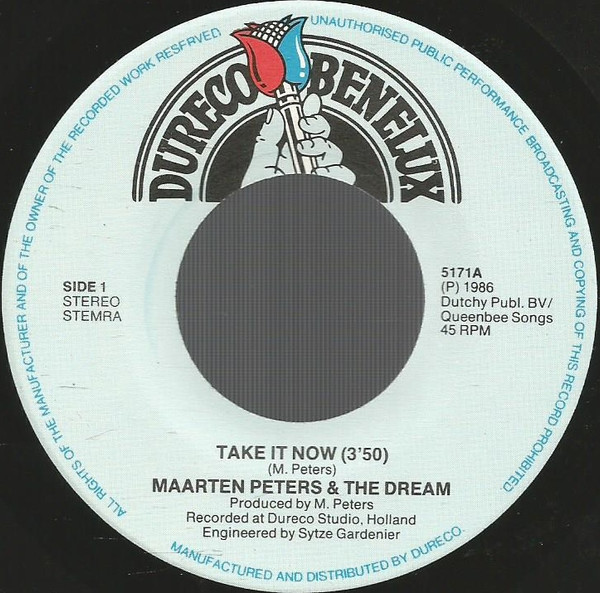 DURECO BENELUX
ALL RIGHTS OF THE MANUFACTURER AND OF THE OWNER OF THE RECORDED WORK RESERVED
UNAUTHORISED PUBLIC PERFORMANCE BROADCASTING AND COPYING OF THIS RECORD PROHIBITED
SIDE 1
STEREO
STEMRA
5171A
(P) 1986
Dutchy Publ. BV/
Queenbee Songs
45 RPM
TAKE IT NOW (3'50)
(M. Peters)
MAARTEN PETERS & THE DREAM
Produced by M. Peters
Recorded at Dureco Studio, Holland
Engineered by Sytze Gardenier
MANUFACTURED AND DISTRIBUTED BY DURECO.